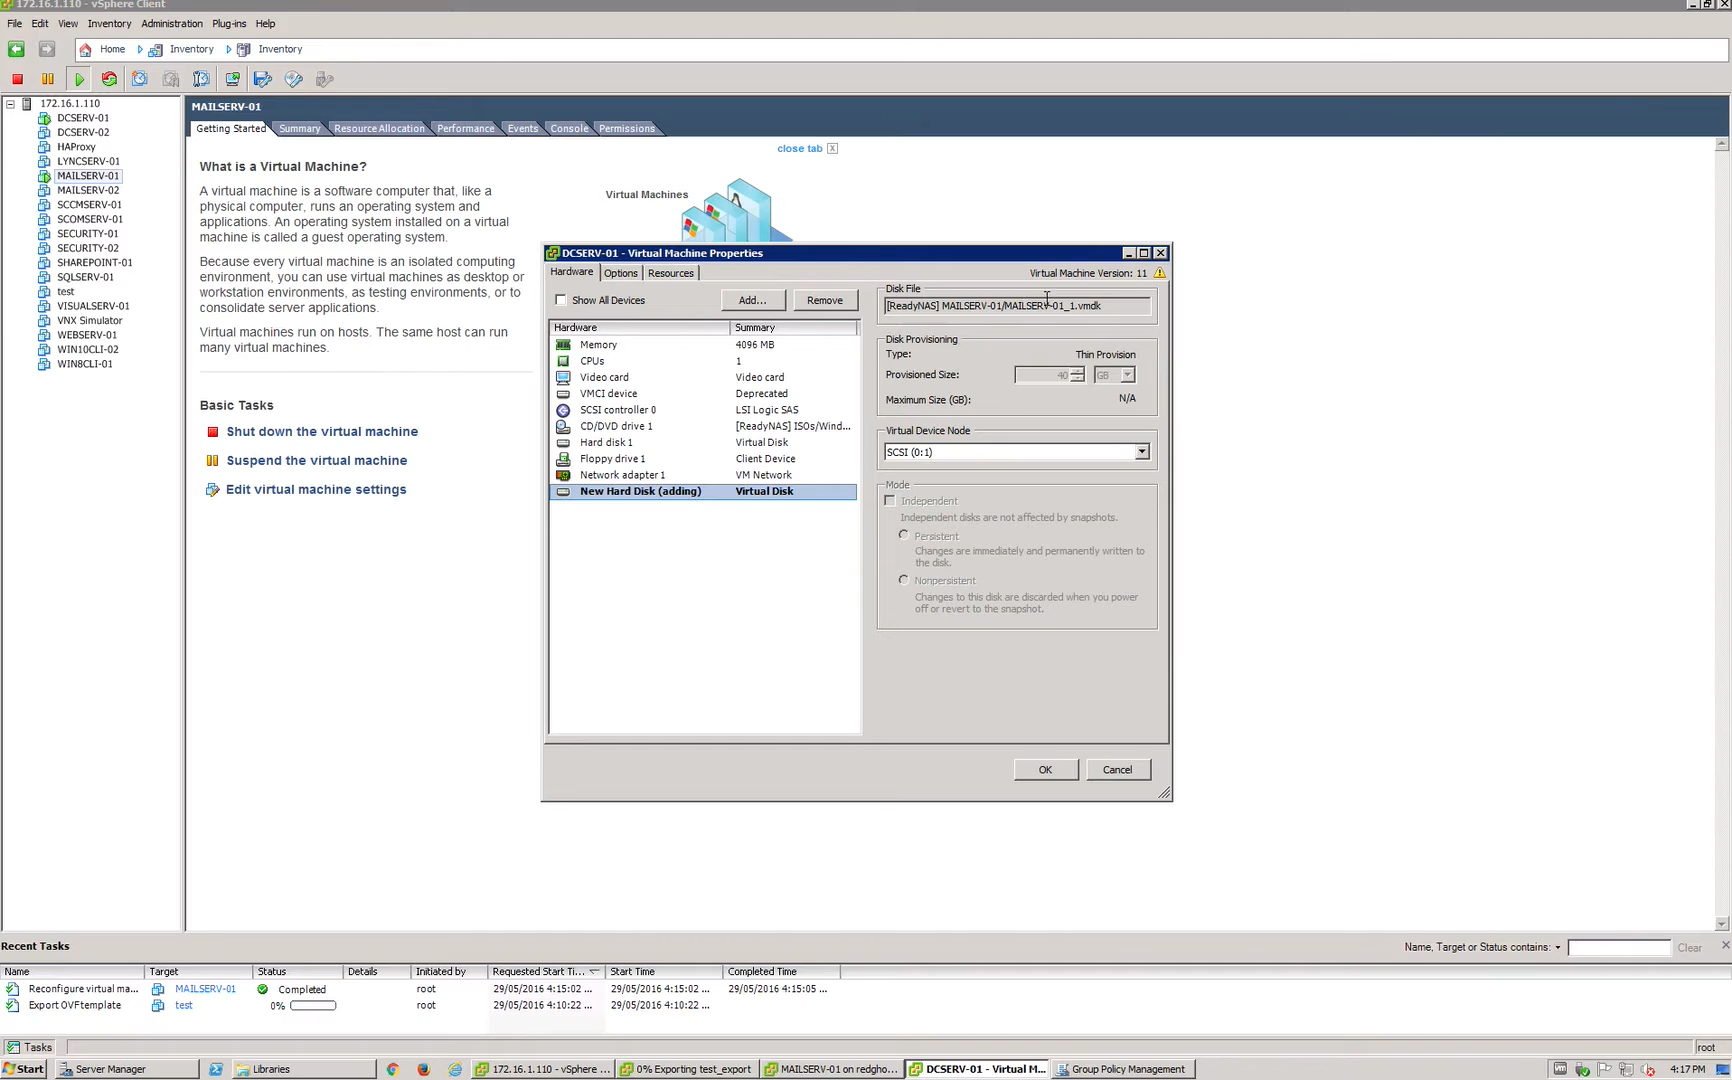 172.16.1.110 - vSphere Client
File Edit View Inventory Administration Plug-ins Help
Home Inventory Inventory
172.16.1.110
DCSERV-01
DCSERV-02
HAProxy
LYNCSERV-01
MAILSERV-01
MAILSERV-02
SCCMSERV-01
SCOMSERV-01
SECURITY-01
SECURITY-02
SHAREPOINT-01
SQLSERV-01
test
VISUALSERV-01
VNX Simulator
WEBSERV-01
WIN10CLI-02
WIN8CLI-01
MAILSERV-01
Getting Started Summary Resource Allocation Performance Events Console Permissions
close tab X
What is a Virtual Machine?
A virtual machine is a software computer that, like a
physical computer, runs an operating system and
applications. An operating system installed on a virtual
machine is called a guest operating system.
Because every virtual machine is an isolated computing
environment, you can use virtual machines as desktop or
workstation environments, as testing environments, or to
consolidate server applications.
Virtual machines run on hosts. The same host can run
many virtual machines.
Virtual Machines
Basic Tasks
Shut down the virtual machine
Suspend the virtual machine
Edit virtual machine settings
DCSERV-01 - Virtual Machine Properties
Hardware Options Resources
Virtual Machine Version: 11
Show All Devices Add... Remove
Hardware Summary
Memory 4096 MB
CPUs 1
Video card Video card
VMCI device Deprecated
SCSI controller 0 LSI Logic SAS
CD/DVD drive 1 [ReadyNAS] ISOs/Wind...
Hard disk 1 Virtual Disk
Floppy drive 1 Client Device
Network adapter 1 VM Network
New Hard Disk (adding) Virtual Disk
Disk File
[ReadyNAS] MAILSERV-01/MAILSERV-01_1.vmdk
Disk Provisioning
Type: Thin Provision
Provisioned Size: 40 GB
Maximum Size (GB): N/A
Virtual Device Node
SCSI (0:1)
Mode
Independent
Independent disks are not affected by snapshots.
Persistent
Changes are immediately and permanently written to
the disk.
Nonpersistent
Changes to this disk are discarded when you power
off or revert to the snapshot.
OK Cancel
Recent Tasks
Name, Target or Status contains: Clear
Name Target Status Details Initiated by Requested Start Ti... Start Time Completed Time
Reconfigure virtual ma... MAILSERV-01 Completed root 29/05/2016 4:15:02 ... 29/05/2016 4:15:02 ... 29/05/2016 4:15:05 ...
Export OVF template test 0% root 29/05/2016 4:10:22 ... 29/05/2016 4:10:22 ...
Tasks root
Start Server Manager Libraries 172.16.1.110 - vSphere ... 0% Exporting test_export MAILSERV-01 on redgho... DCSERV-01 - Virtual M... Group Policy Management 4:17 PM